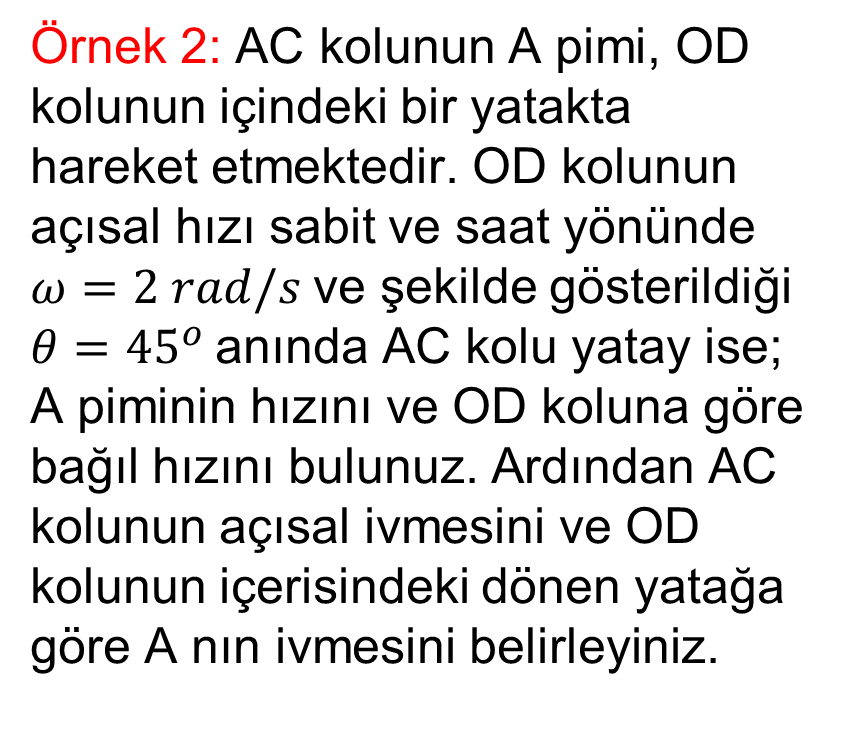 Örnek 2: AC kolunun A pimi, OD
kolunun içindeki bir yatakta
hareket etmektedir. OD kolunun
açısal hızı sabit ve saat yönünde
ω = 2 rad/s ve şekilde gösterildiği
θ = 45° anında AC kolu yatay ise;
A piminin hızını ve OD koluna göre
bağıl hızını bulunuz. Ardından AC
kolunun açısal ivmesini ve OD
kolunun içerisindeki dönen yatağa
göre A nın ivmesini belirleyiniz.